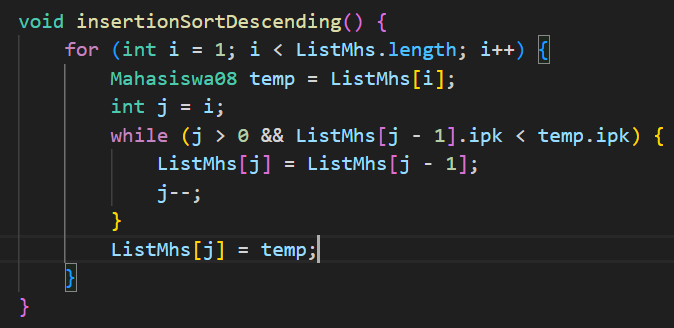 void insertionSortDescending() {
    for (int i = 1; i < ListMhs.length; i++) {
        Mahasiswa08 temp = ListMhs[i];
        int j = i;
        while (j > 0 && ListMhs[j - 1].ipk < temp.ipk) {
            ListMhs[j] = ListMhs[j - 1];
            j--;
        }
        ListMhs[j] = temp;
    }
}